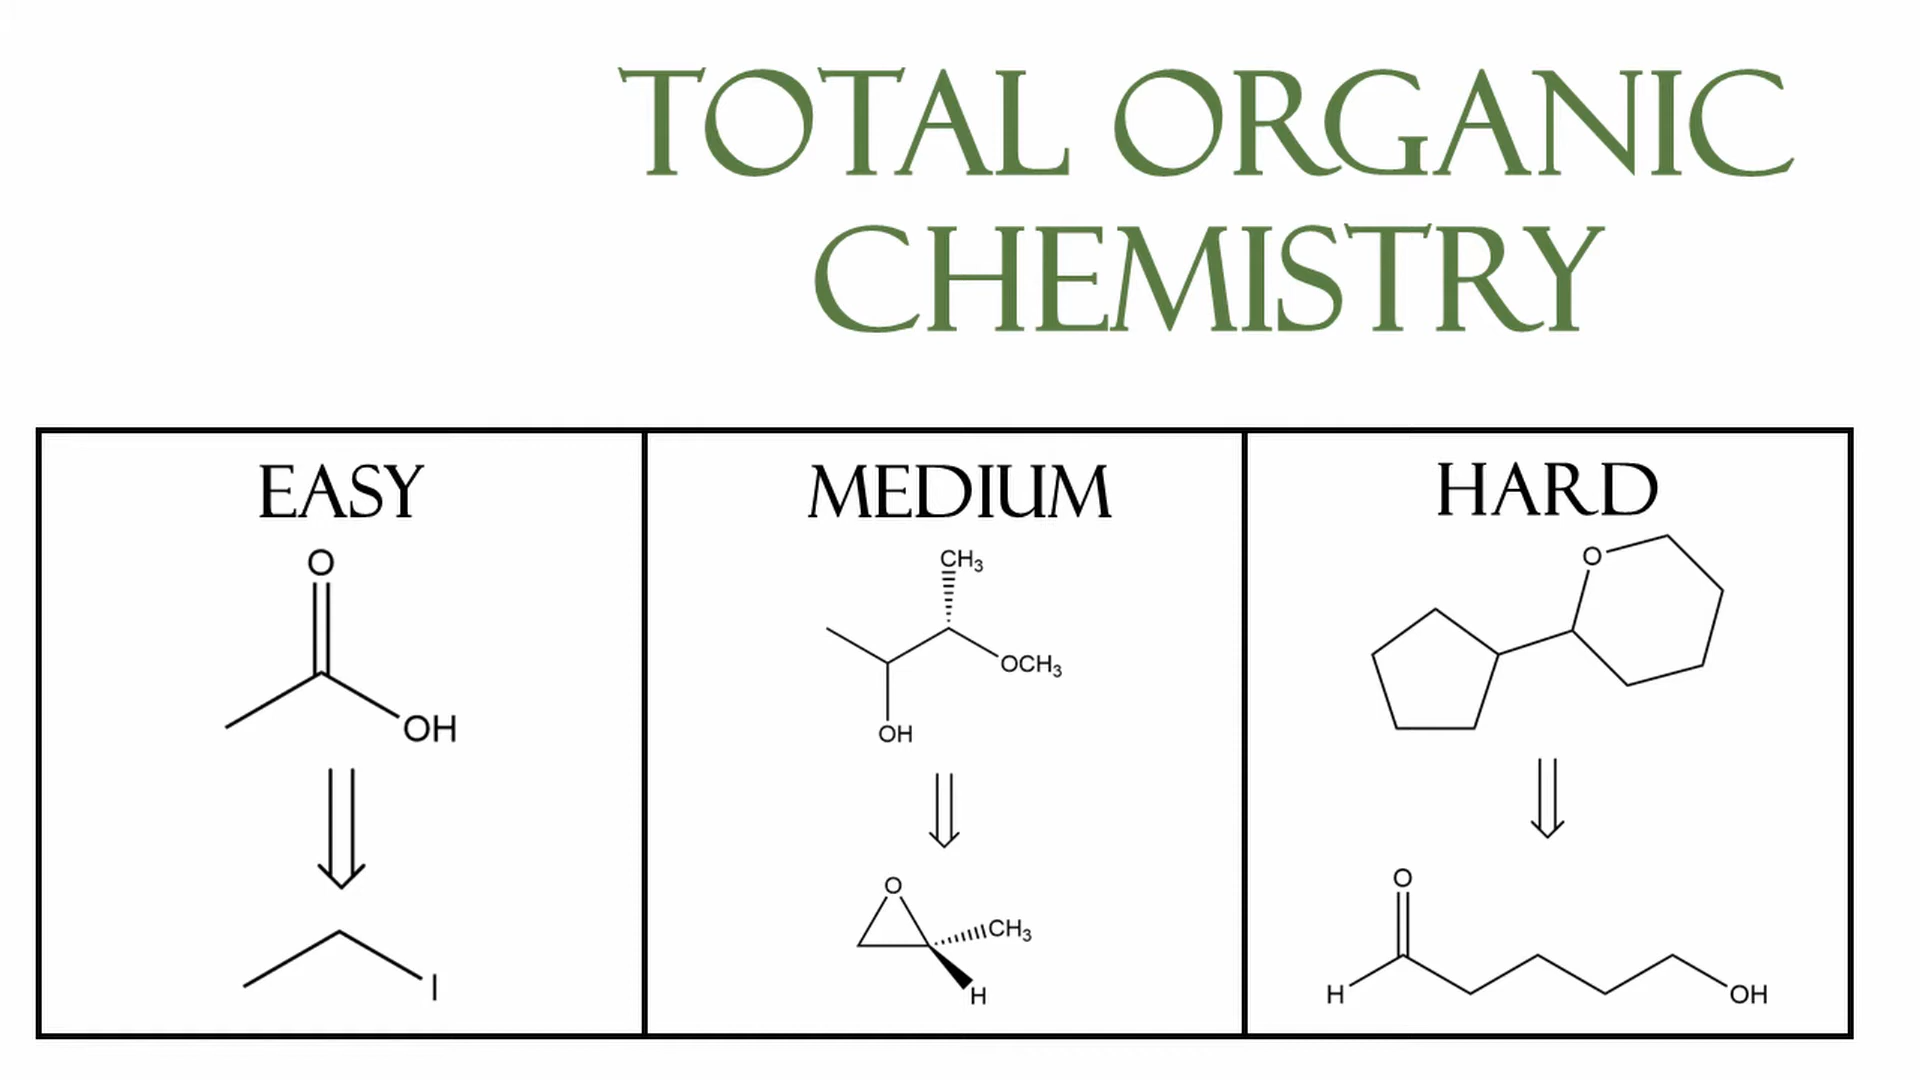 TOTAL ORGANIC
CHEMISTRY
EASY
MEDIUM
HARD
O
OH
I
CH₃
OCH₃
OH
O
CH₃
H
O
O
H
OH